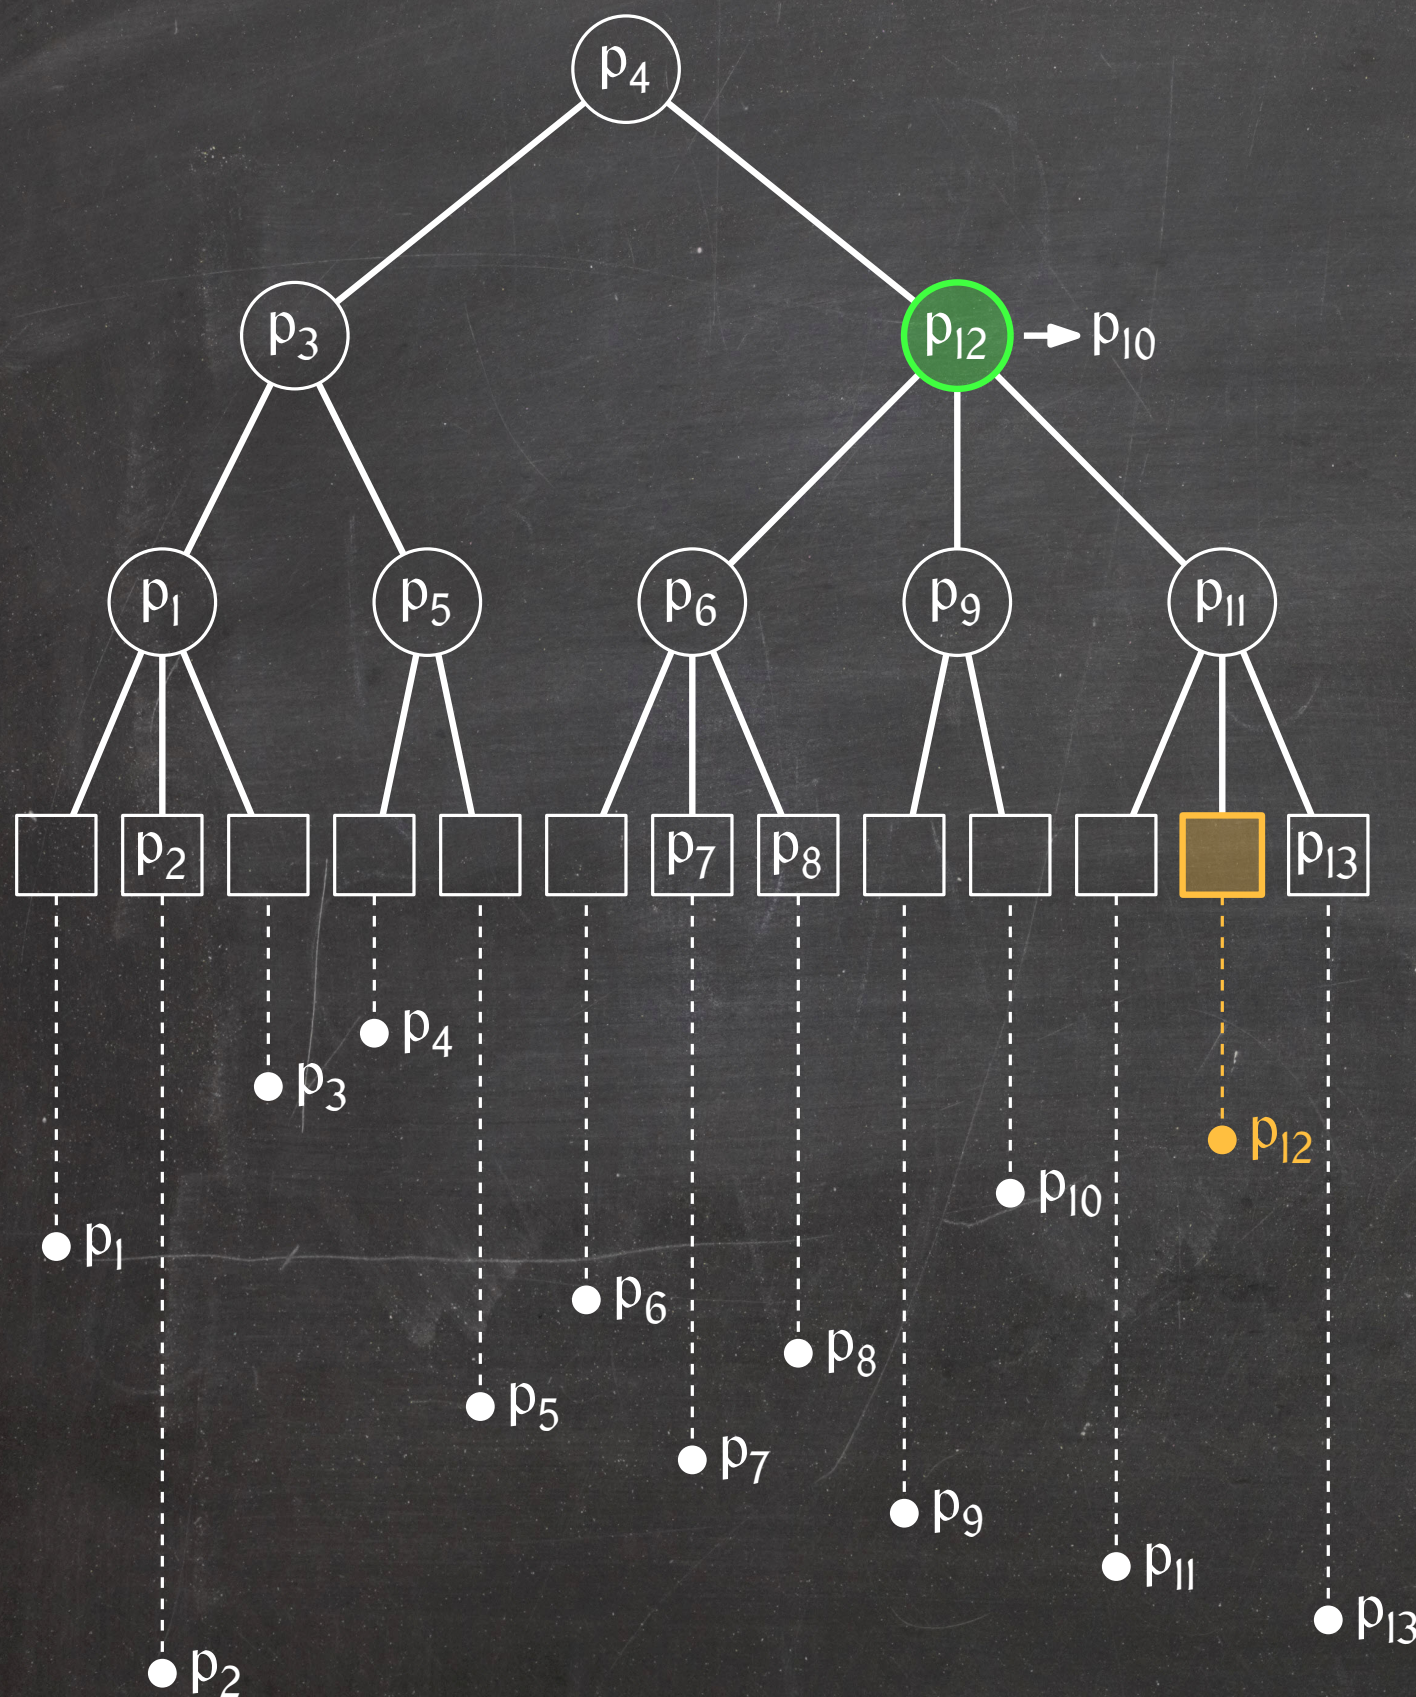 p₄
p₃
p₁₂ p₁₀
p₁ p₅ p₆ p₉ p₁₁
p₂ p₇ p₈ p₁₃
p₄
p₃
p₁₂
p₁₀
p₁
p₆
p₈
p₅
p₇
p₉
p₁₁
p₁₃
p₂